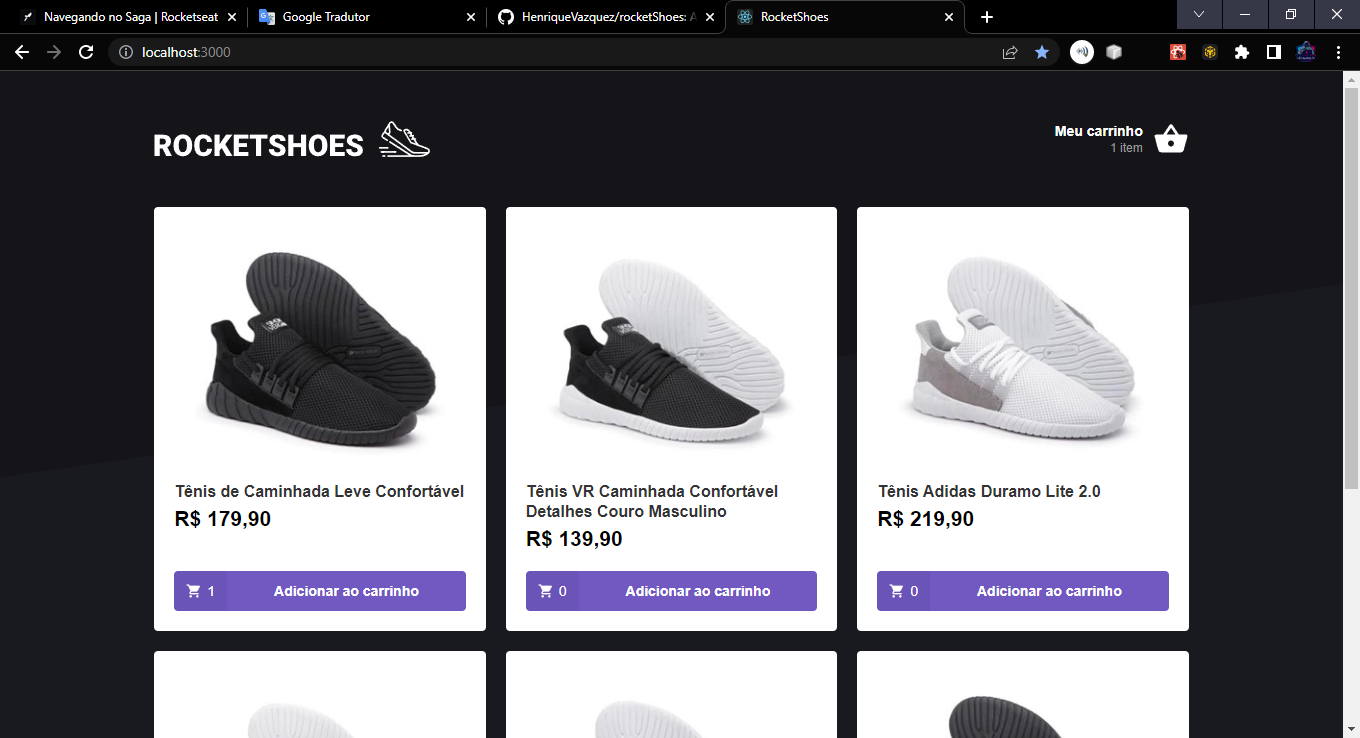 Navegando no Saga | Rocketseat
Google Tradutor
HenriqueVazquez/rocketShoes: A
RocketShoes
localhost:3000
ROCKETSHOES
Meu carrinho
1 item
Tênis de Caminhada Leve Confortável
R$ 179,90
1 Adicionar ao carrinho
Tênis VR Caminhada Confortável
Detalhes Couro Masculino
R$ 139,90
0 Adicionar ao carrinho
Tênis Adidas Duramo Lite 2.0
R$ 219,90
0 Adicionar ao carrinho